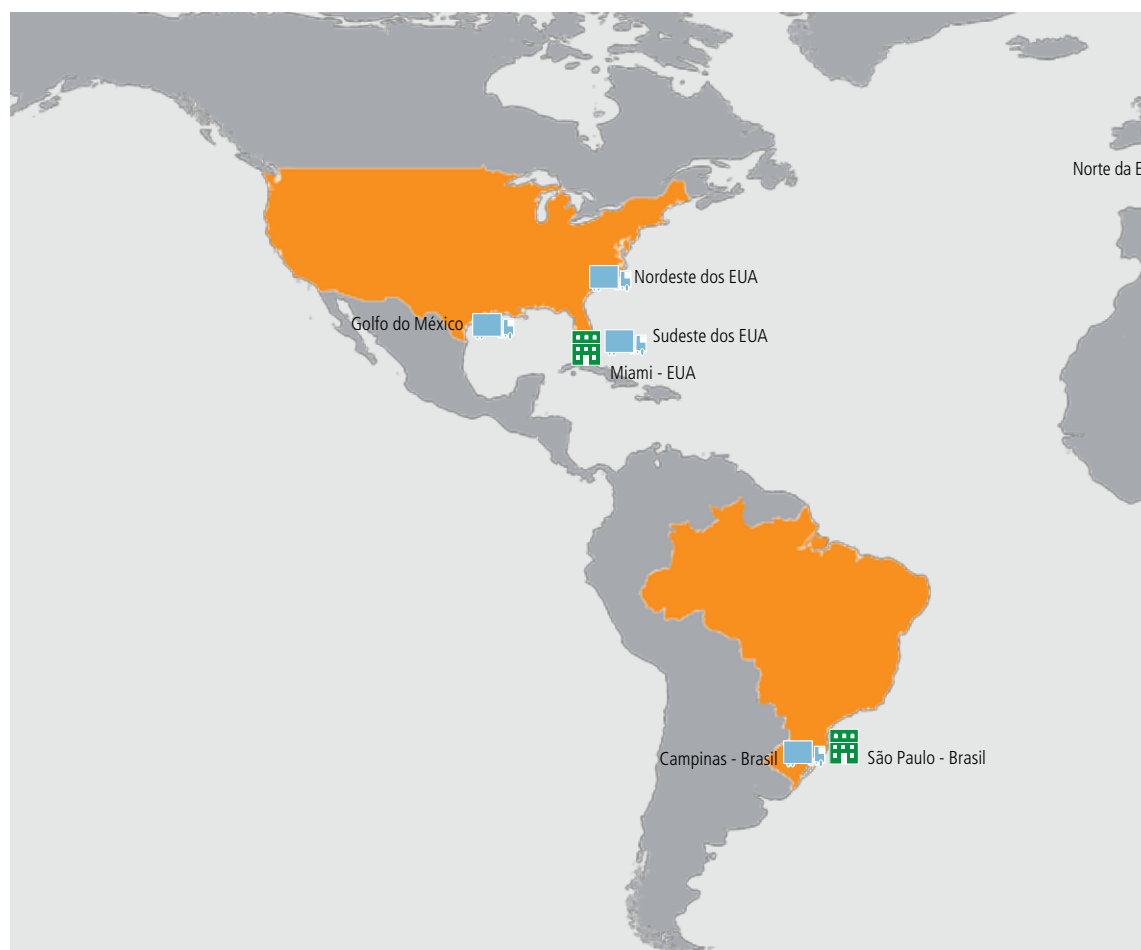 Norte da E
Nordeste dos EUA
Golfo do México
Sudeste dos EUA
Miami - EUA
Campinas - Brasil
São Paulo - Brasil